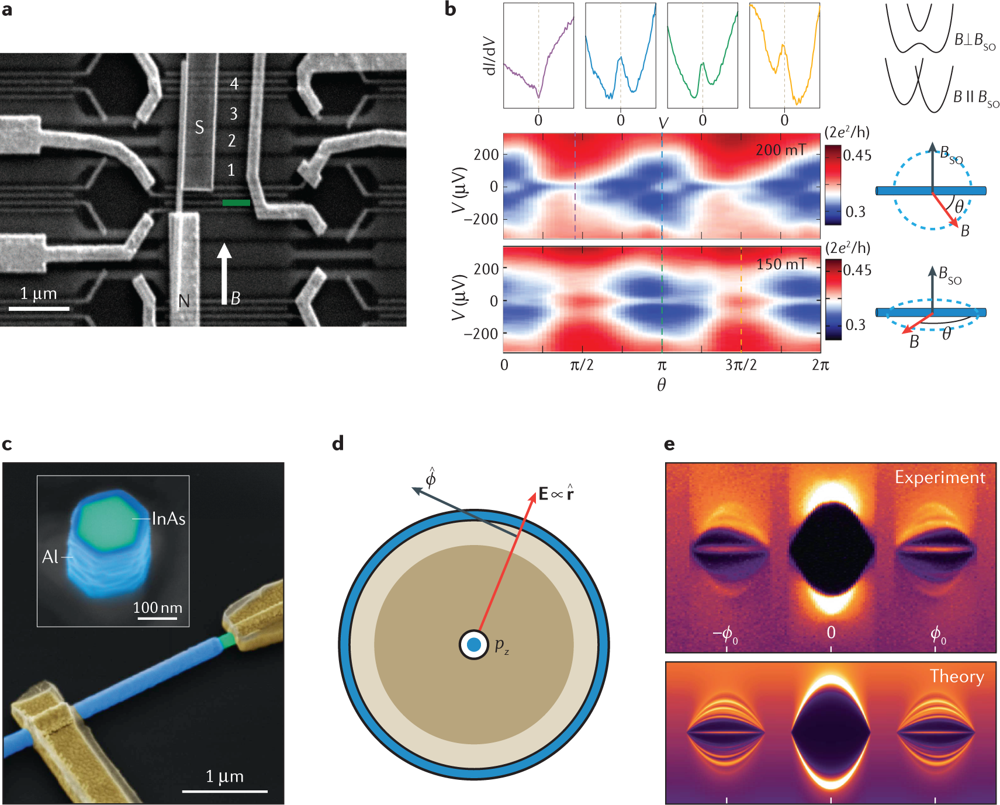 a
4
3
S
2
1
1 μm
N
B
b
dI/dV
0
0
V
0
0
B⊥B_SO
B || B_SO
(2e²/h)
200 mT
200
0.45
V (μV)
0
0.3
−200
B_SO
θ
B
(2e²/h)
150 mT
200
0.45
V (μV)
0
0.3
−200
B_SO
θ
B
0
π/2
π
3π/2
2π
θ
c
InAs
Al
100 nm
1 μm
d
ϕ̂
E ∝ r̂
p_z
e
Experiment
−ϕ₀
0
ϕ₀
Theory